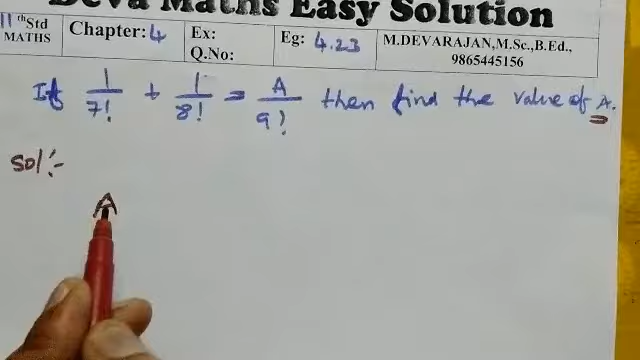 Deva Maths Easy Solution
11th Std MATHS
Chapter: 4
Ex:
Q.No:
Eg: 4.23
M.DEVARAJAN,M.Sc.,B.Ed.,
9865445156
If 1/7! + 1/8! = A/9! then find the value of A.
Sol:-
A